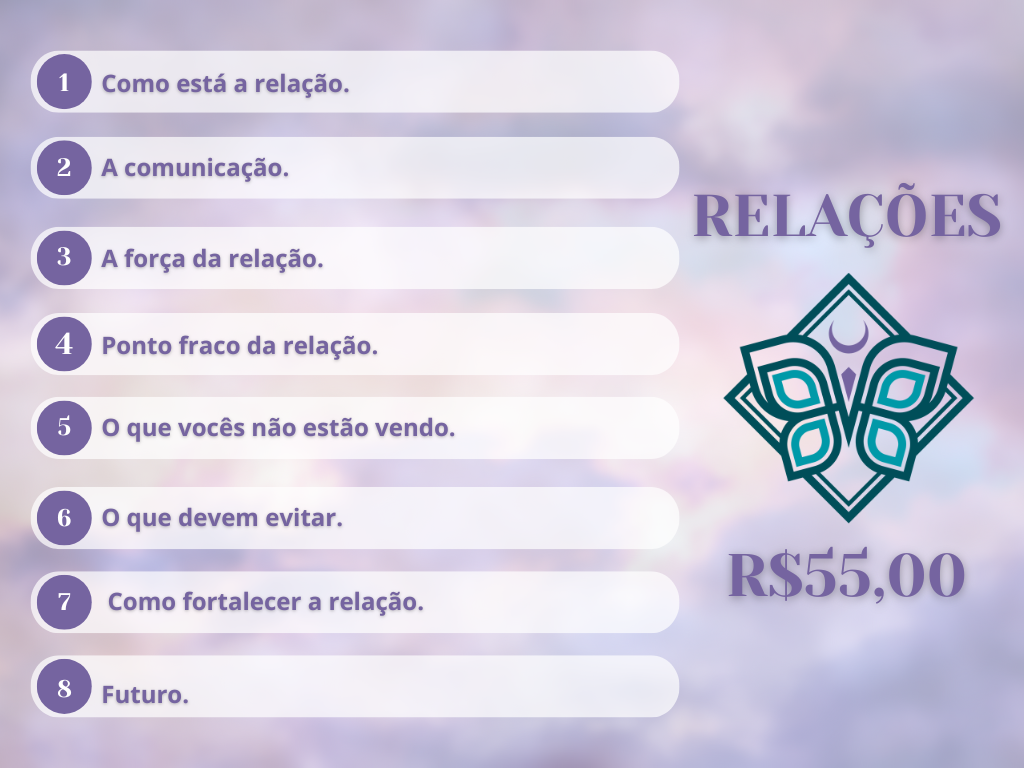 1 Como está a relação.
2 A comunicação.
3 A força da relação.
4 Ponto fraco da relação.
5 O que vocês não estão vendo.
6 O que devem evitar.
7 Como fortalecer a relação.
8 Futuro.
RELAÇÕES
R$55,00